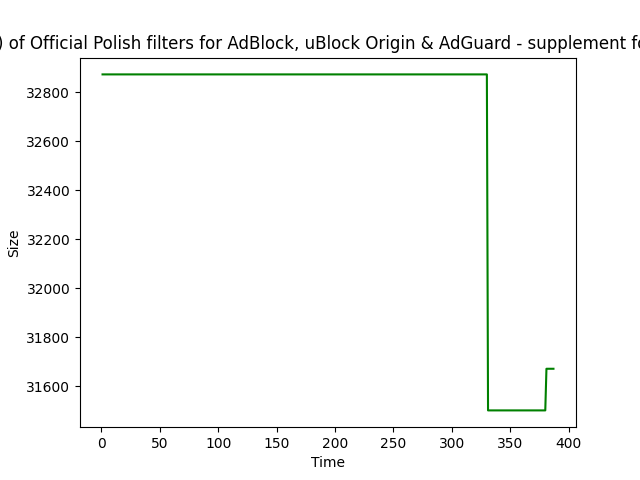 ) of Official Polish filters for AdBlock, uBlock Origin & AdGuard - supplement fo
32800
32600
32400
32200
32000
31800
31600
Size
0 50 100 150 200 250 300 350 400
Time